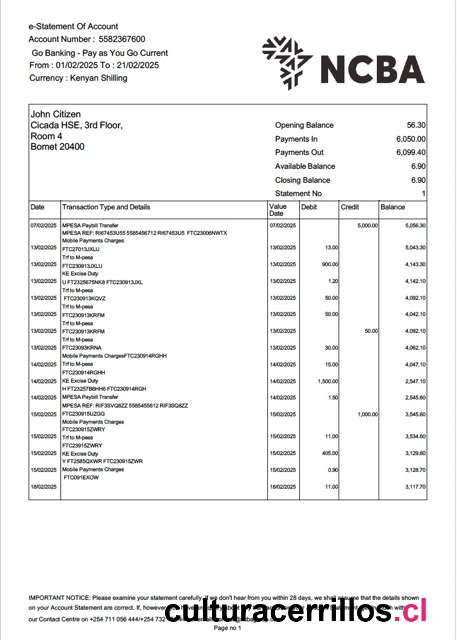 e-Statement Of Account
Account Number : 5582367600
Go Banking - Pay as You Go Current
From : 01/02/2025 To : 21/02/2025
Currency : Kenyan Shilling
NCBA
John Citizen
Cicada HSE, 3rd Floor,
Room 4
Bomet 20400
Opening Balance 56.30
Payments In 6,050.00
Payments Out 6,099.40
Available Balance 6.90
Closing Balance 6.90
Statement No 1
Date Transaction Type and Details Value Date Debit Credit Balance
07/02/2025 MPESA Paybill Transfer 07/02/2025 5,000.00 5,056.30
MPESA REF: RI67453U55 5585456712 RI67453U5 FTC23006NWTX
Mobile Payments Charges
13/02/2025 FTC27013JXLU 13/02/2025 13.00 5,043.30
Trf to M-pesa
13/02/2025 FTC230913JXLU 13/02/2025 900.00 4,143.30
KE Excise Duty
13/02/2025 U FT2325675NK8 FTC230913JXL 13/02/2025 1.20 4,142.10
Trf to M-pesa
13/02/2025 FTC230913KQVZ 13/02/2025 50.00 4,092.10
Trf to M-pesa
13/02/2025 FTC230913KRFM 13/02/2025 50.00 4,042.10
Trf to M-pesa
13/02/2025 FTC230913KRFM 13/02/2025 50.00 4,092.10
Trf to M-pesa
13/02/2025 FTC23093KRNA 13/02/2025 30.00 4,062.10
Mobile Payments ChargesFTC230914RGHH
14/02/2025 Trf to M-pesa 14/02/2025 15.00 4,047.10
FTC230914RGHH
14/02/2025 KE Excise Duty 14/02/2025 1,500.00 2,547.10
H FT23257B6HH6 FTC230914RGH
14/02/2025 MPESA Paybill Transfer 14/02/2025 1.50 2,545.60
MPESA REF: RIF3SVQ8ZZ 5585455612 RIF3SQ8ZZ
15/02/2025 FTC230915UZGG 15/02/2025 1,000.00 3,545.60
Mobile Payments Charges
FTC230915ZWRY
15/02/2025 Trf to M-pesa 15/02/2025 11.00 3,534.60
FTC23915ZWRY
15/02/2025 KE Excise Duty 15/02/2025 405.00 3,129.60
Y FT2585QXWR FTC230915ZWR
15/02/2025 Mobile Payments Charges 15/02/2025 0.90 3,128.70
FTC091EXOW
18/02/2025 18/02/2025 11.00 3,117.70
IMPORTANT NOTICE: Please examine your statement carefully. If we don't hear from you within 28 days, we shall assume that the details shown
on your Account Statement are correct. If, however
our Contact Centre on +254 711 056 444/+254 732
culturacerrillos.cl
Page no 1